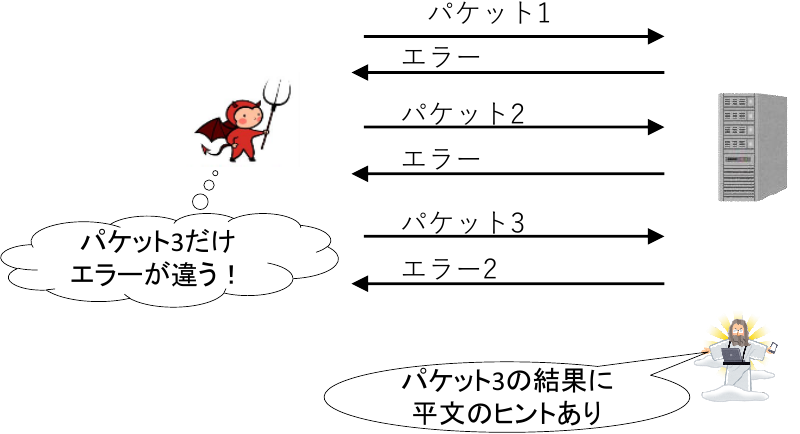 パケット1
エラー
パケット2
エラー
パケット3
エラー2
パケット3だけ
エラーが違う！
パケット3の結果に
平文のヒントあり